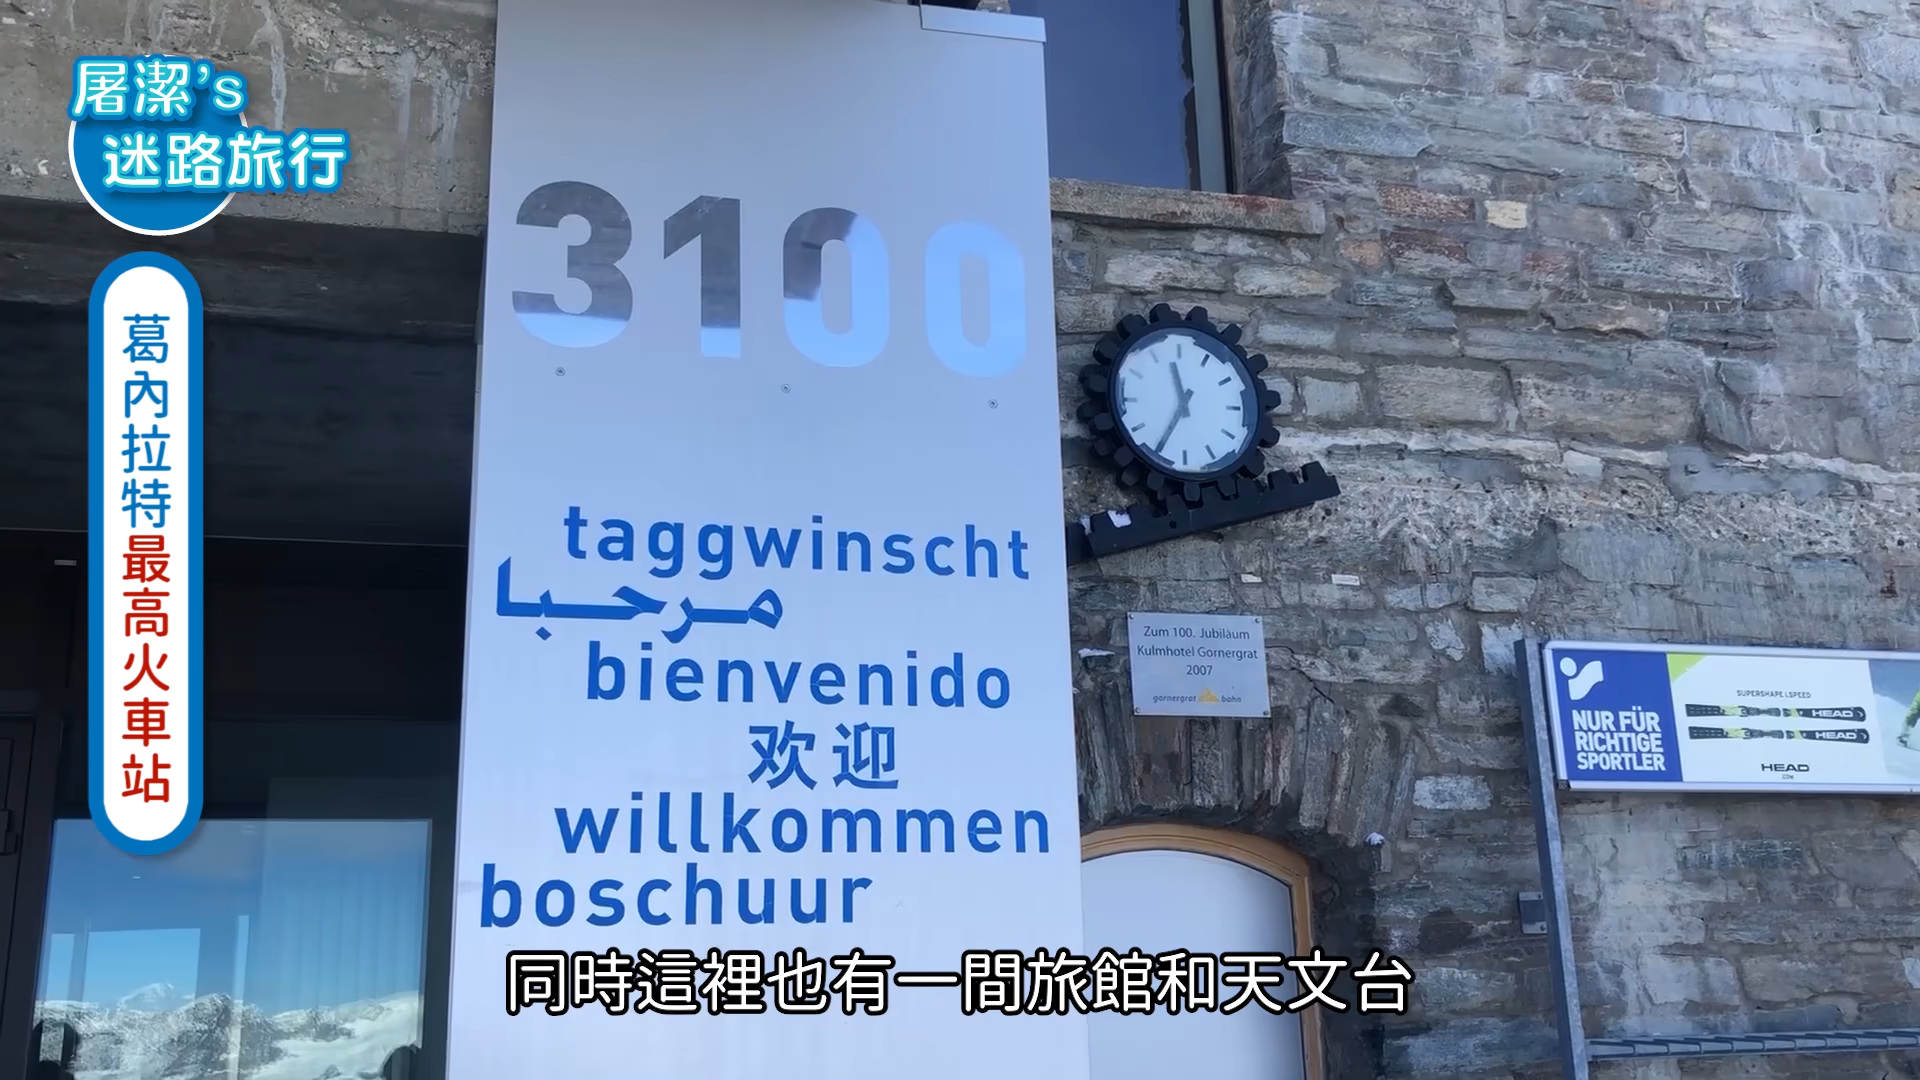 屠潔's
迷路旅行
葛內拉特最高火車站
3100
taggwinscht
مرحبا
bienvenido
欢迎
willkommen
boschuur
Zum 100. Jubiläum
Kulmhotel Gornergrat
2007
gornergrat bahn
NUR FÜR
RICHTIGE
SPORTLER
SUPERSHAPE i.SPEED
HEAD
HEAD
HEAD
.COM
同時這裡也有一間旅館和天文台